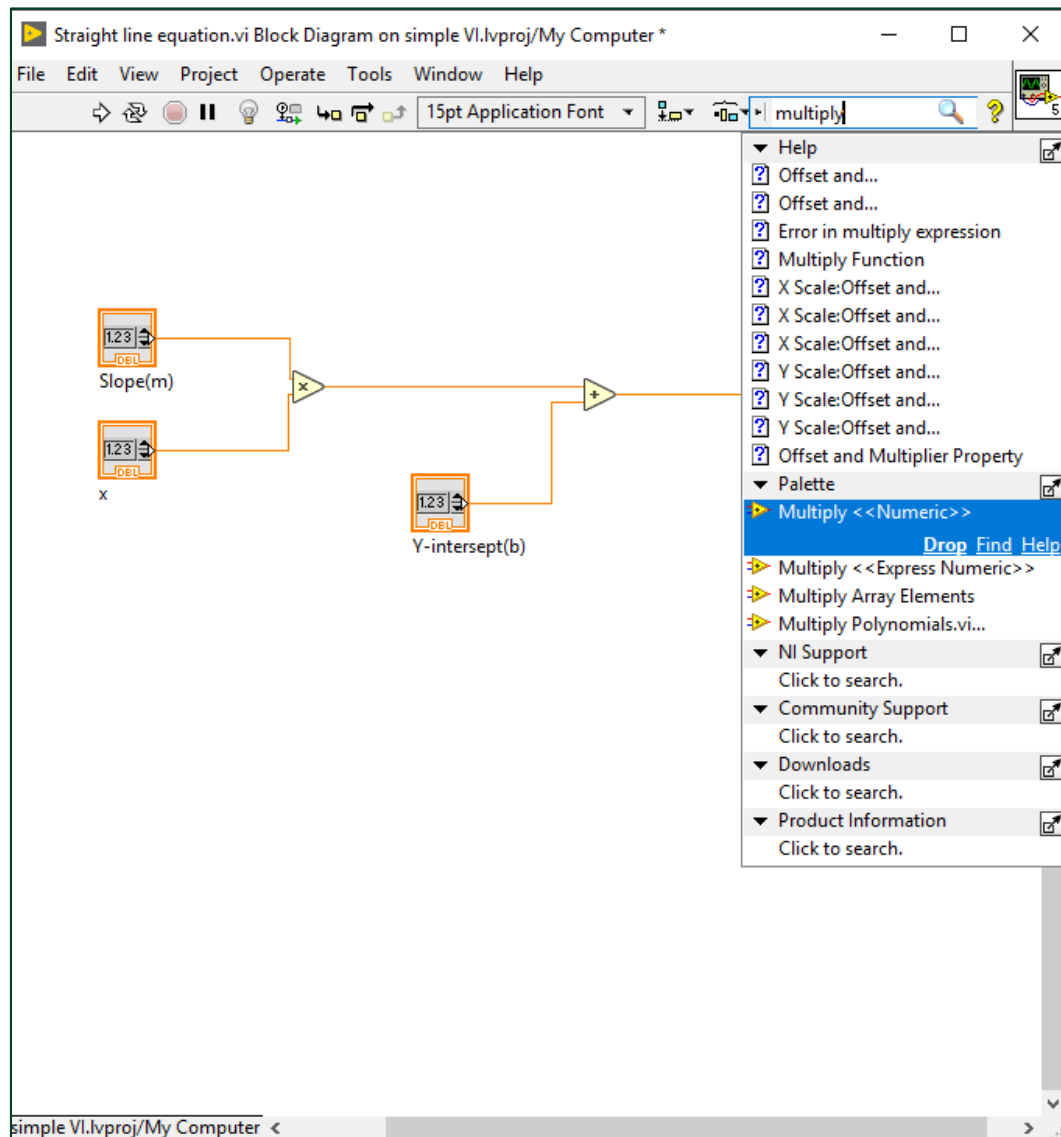 Straight line equation.vi Block Diagram on simple VI.lvproj/My Computer *
File Edit View Project Operate Tools Window Help
15pt Application Font multiply
5
Help
Offset and...
Offset and...
Error in multiply expression
Multiply Function
X Scale:Offset and...
X Scale:Offset and...
X Scale:Offset and...
Y Scale:Offset and...
Y Scale:Offset and...
Y Scale:Offset and...
Offset and Multiplier Property
Palette
Multiply <<Numeric>>
Drop Find Help
Multiply <<Express Numeric>>
Multiply Array Elements
Multiply Polynomials.vi...
NI Support
Click to search.
Community Support
Click to search.
Downloads
Click to search.
Product Information
Click to search.
1.23
DBL
Slope(m)
x
+
1.23
DBL
x
1.23
DBL
Y-intersept(b)
simple VI.lvproj/My Computer